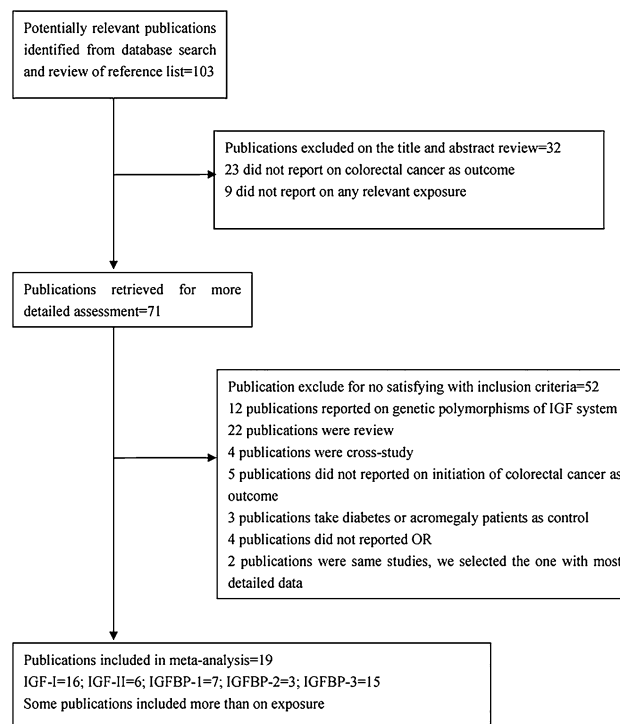 Potentially relevant publications
identified from database search
and review of reference list=103
Publications excluded on the title and abstract review=32
23 did not report on colorectal cancer as outcome
9 did not report on any relevant exposure
Publications retrieved for more
detailed assessment=71
Publication exclude for no satisfying with inclusion criteria=52
12 publications reported on genetic polymorphisms of IGF system
22 publications were review
4 publications were cross-study
5 publications did not reported on initiation of colorectal cancer as
outcome
3 publications take diabetes or acromegaly patients as control
4 publications did not reported OR
2 publications were same studies, we selected the one with most
detailed data
Publications included in meta-analysis=19
IGF-I=16; IGF-II=6; IGFBP-1=7; IGFBP-2=3; IGFBP-3=15
Some publications included more than on exposure